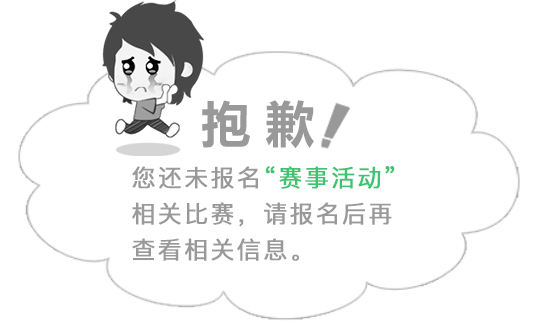 抱歉!
您还未报名“赛事活动”
相关比赛，请报名后再
查看相关信息。